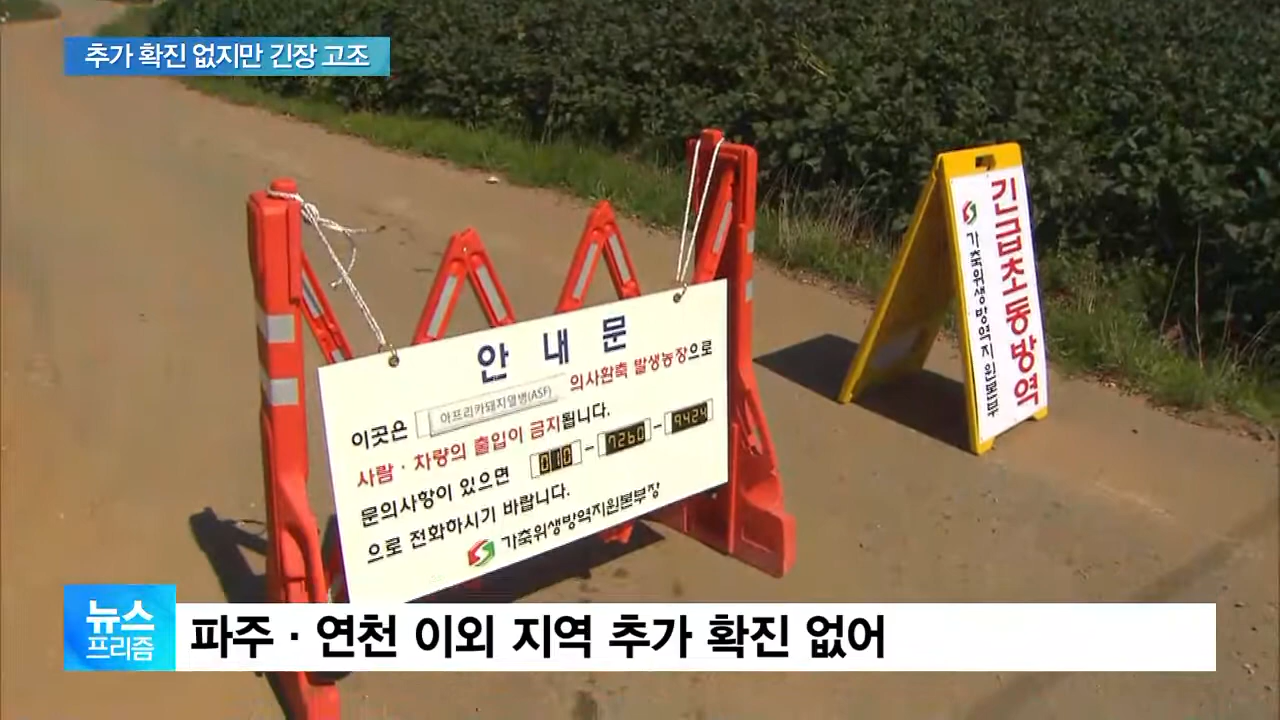 추가 확진 없지만 긴장 고조
안 내 문
이곳은 아프리카돼지열병(ASF) 의사환축 발생농장으로
사람·차량의 출입이 금지됩니다.
문의사항이 있으면 010-7260-9424
으로 전화하시기 바랍니다.
가축위생방역지원본부장
긴급초동방역
가축위생방역지원본부
뉴스
프리즘
파주·연천 이외 지역 추가 확진 없어